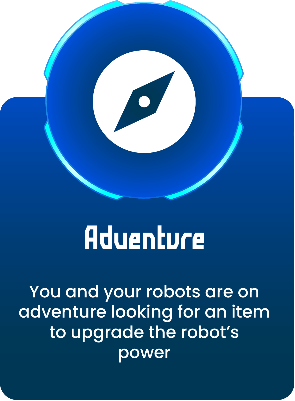 Adventure
You and your robots are on
adventure looking for an item
to upgrade the robot's
power